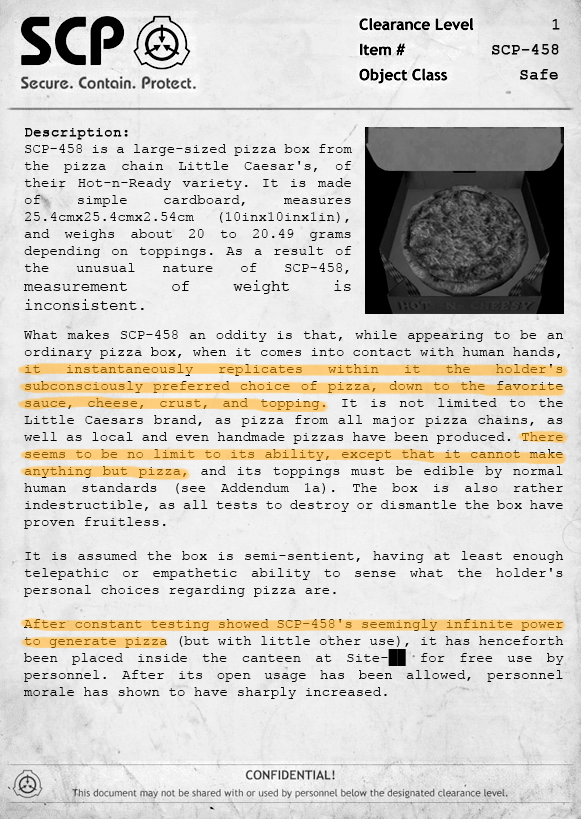 SCP
Secure. Contain. Protect.
Clearance Level 1
Item # SCP-458
Object Class Safe
Description:
SCP-458 is a large-sized pizza box from
the pizza chain Little Caesar's, of
their Hot-n-Ready variety. It is made
of simple cardboard, measures
25.4cmx25.4cmx2.54cm (10inx10inx1in),
and weighs about 20 to 20.49 grams
depending on toppings. As a result of
the unusual nature of SCP-458,
measurement of weight is
inconsistent.
What makes SCP-458 an oddity is that, while appearing to be an
ordinary pizza box, when it comes into contact with human hands,
it instantaneously replicates within it the holder's
subconsciously preferred choice of pizza, down to the favorite
sauce, cheese, crust, and topping. It is not limited to the
Little Caesars brand, as pizza from all major pizza chains, as
well as local and even handmade pizzas have been produced. There
seems to be no limit to its ability, except that it cannot make
anything but pizza, and its toppings must be edible by normal
human standards (see Addendum 1a). The box is also rather
indestructible, as all tests to destroy or dismantle the box have
proven fruitless.
It is assumed the box is semi-sentient, having at least enough
telepathic or empathetic ability to sense what the holder's
personal choices regarding pizza are.
After constant testing showed SCP-458's seemingly infinite power
to generate pizza (but with little other use), it has henceforth
been placed inside the canteen at Site-██ for free use by
personnel. After its open usage has been allowed, personnel
morale has shown to have sharply increased.
CONFIDENTIAL!
This document may not be shared with or used by personnel below the designated clearance level.